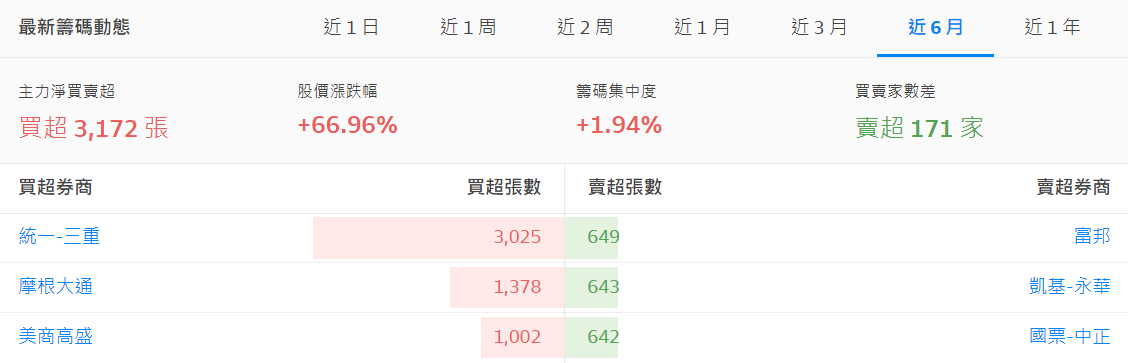 最新籌碼動態 近1日 近1周 近2周 近1月 近3月 近6月 近1年
主力淨買賣超 股價漲跌幅 籌碼集中度 買賣家數差
買超 3,172 張 +66.96% +1.94% 賣超 171 家
買超券商 買超張數 賣超張數 賣超券商
統一-三重 3,025 649 富邦
摩根大通 1,378 643 凱基-永華
美商高盛 1,002 642 國票-中正